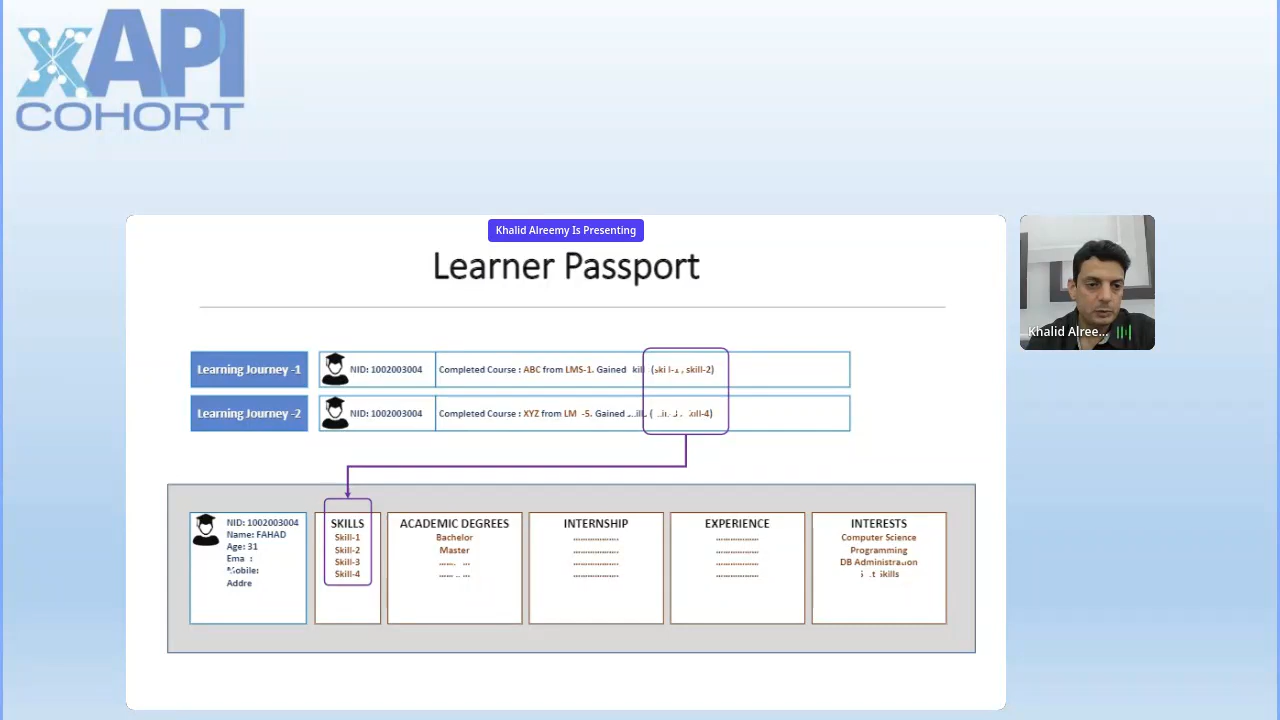 xAPI
COHORT
Khalid Alreemy Is Presenting
Learner Passport
Khalid Alree...
Learning Journey -1
NID: 1002003004
Completed Course : ABC from LMS-1. Gained skill-2)
Learning Journey -2
NID: 1002003004
Completed Course : XYZ from -5. Gained
NID: 1002003004
Name: FAHAD
Age: 31
Mobile:
SKILLS
Skill-1
Skill-2
Skill-3
Skill-4
ACADEMIC DEGREES
Bachelor
Master
INTERNSHIP
...................
...................
...................
...................
EXPERIENCE
...................
...................
...................
...................
INTERESTS
Computer Science
Programming
DB Administration
Skills